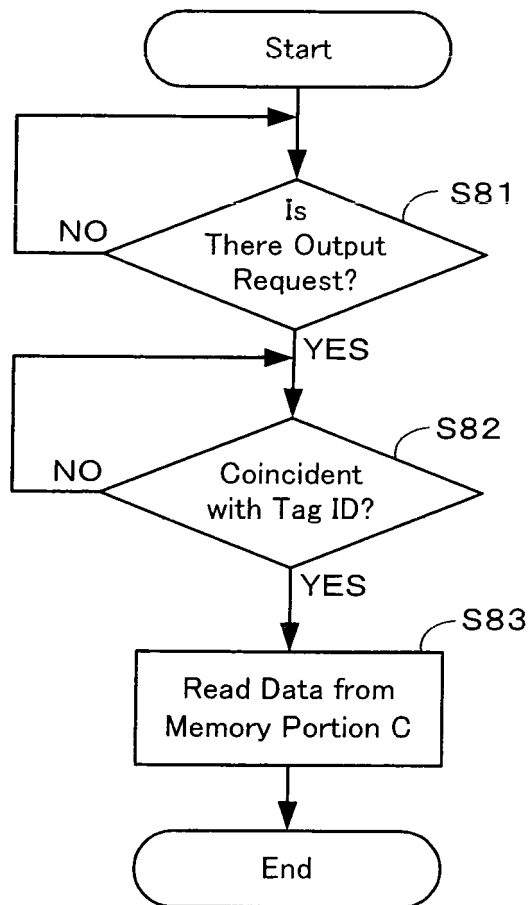 Start
S81
Is
There Output
Request?
NO
YES
S82
Coincident
with Tag ID?
NO
YES
S83
Read Data from
Memory Portion C
End